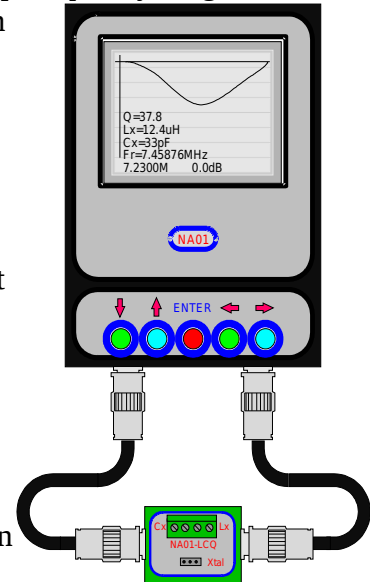 n
Q=37.8
Lx=12.4uH
Cx=33pF
Fr=7.45876MHz
7.2300M 0.0dB
NA01
t
ENTER
n
Cx Lx
NA01-LCQ
Xtal